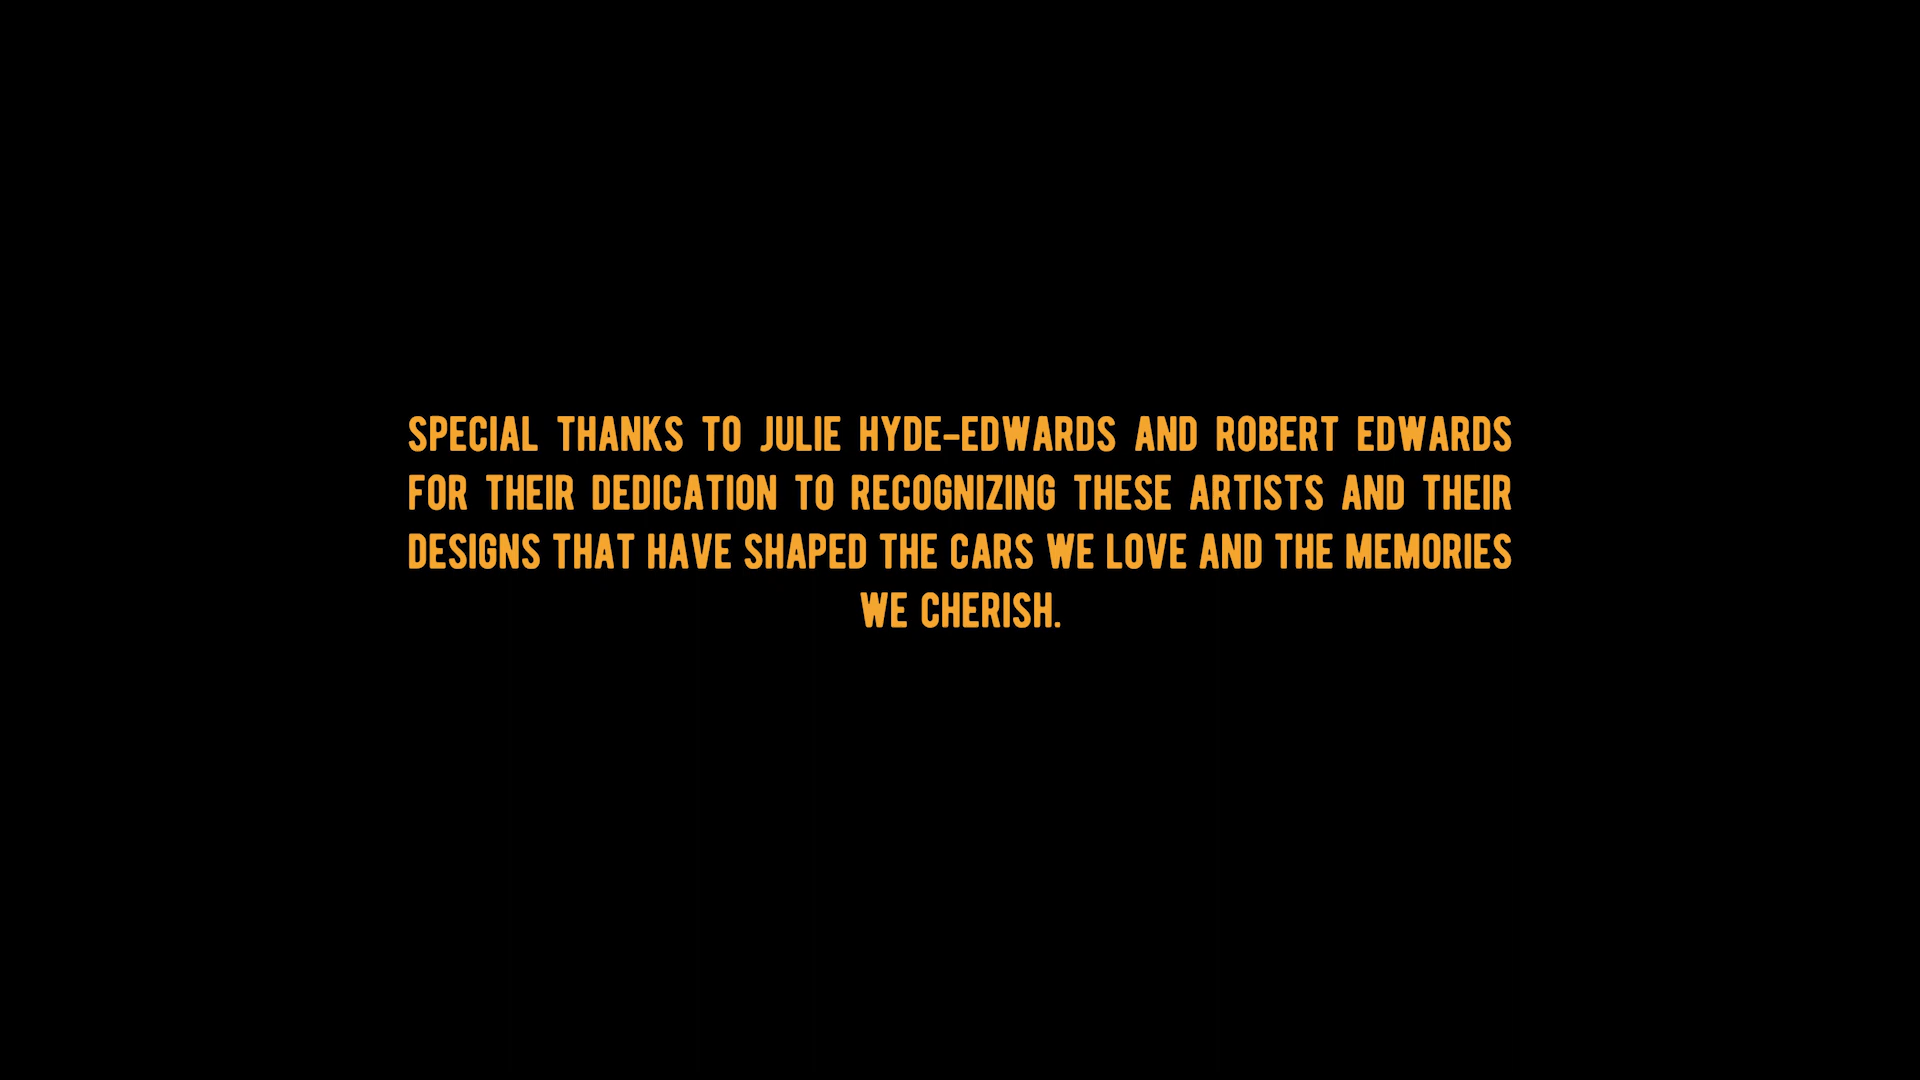 SPECIAL THANKS TO JULIE HYDE-EDWARDS AND ROBERT EDWARDS
FOR THEIR DEDICATION TO RECOGNIZING THESE ARTISTS AND THEIR
DESIGNS THAT HAVE SHAPED THE CARS WE LOVE AND THE MEMORIES
WE CHERISH.